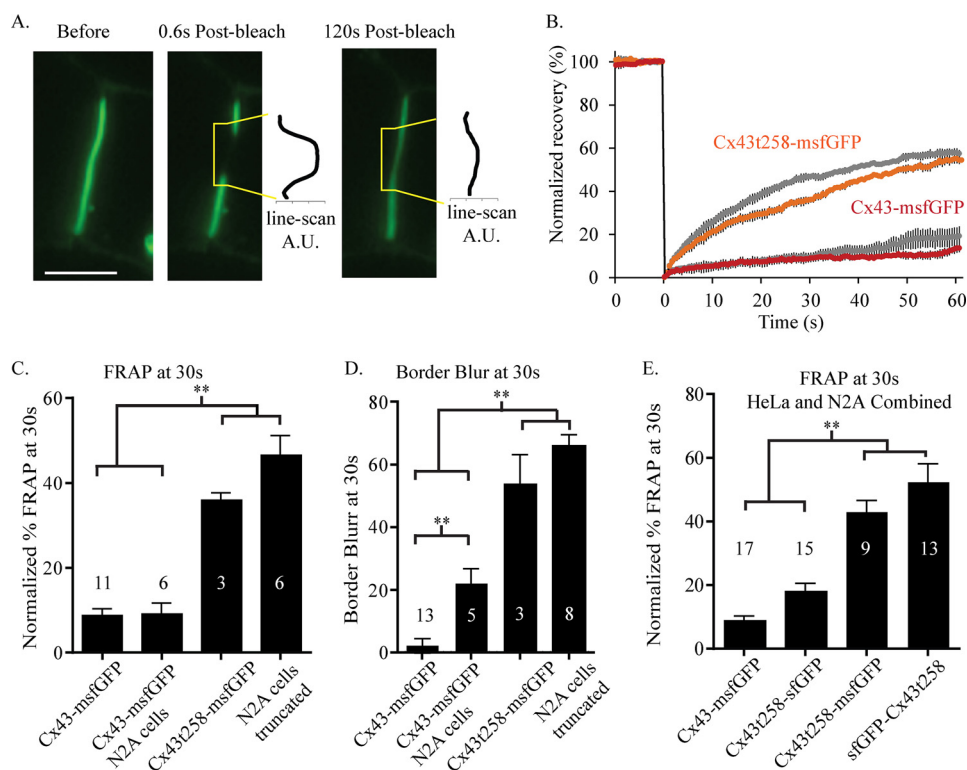 A.
Before
0.6s Post-bleach
120s Post-bleach
line-scan
A.U.
line-scan
A.U.
B.
Normalized recovery (%)
100
80
60
40
20
0
Cx43t258-msfGFP
Cx43-msfGFP
0
0
10
20
30
40
50
60
Time (s)
C.
FRAP at 30s
**
Normalized % FRAP at 30s
60
40
20
0
11
6
3
6
Cx43-msfGFP
Cx43-msfGFP
N2A cells
Cx43t258-msfGFP
N2A cells
truncated
D.
Border Blur at 30s
**
**
Border Blurr at 30s
80
60
40
20
0
13
5
3
8
Cx43-msfGFP
Cx43-msfGFP
N2A cells
Cx43t258-msfGFP
N2A cells
truncated
E.
FRAP at 30s
HeLa and N2A Combined
**
Normalized % FRAP at 30s
80
60
40
20
0
17
15
9
13
Cx43-msfGFP
Cx43t258-sfGFP
Cx43t258-msfGFP
sfGFP-Cx43t258